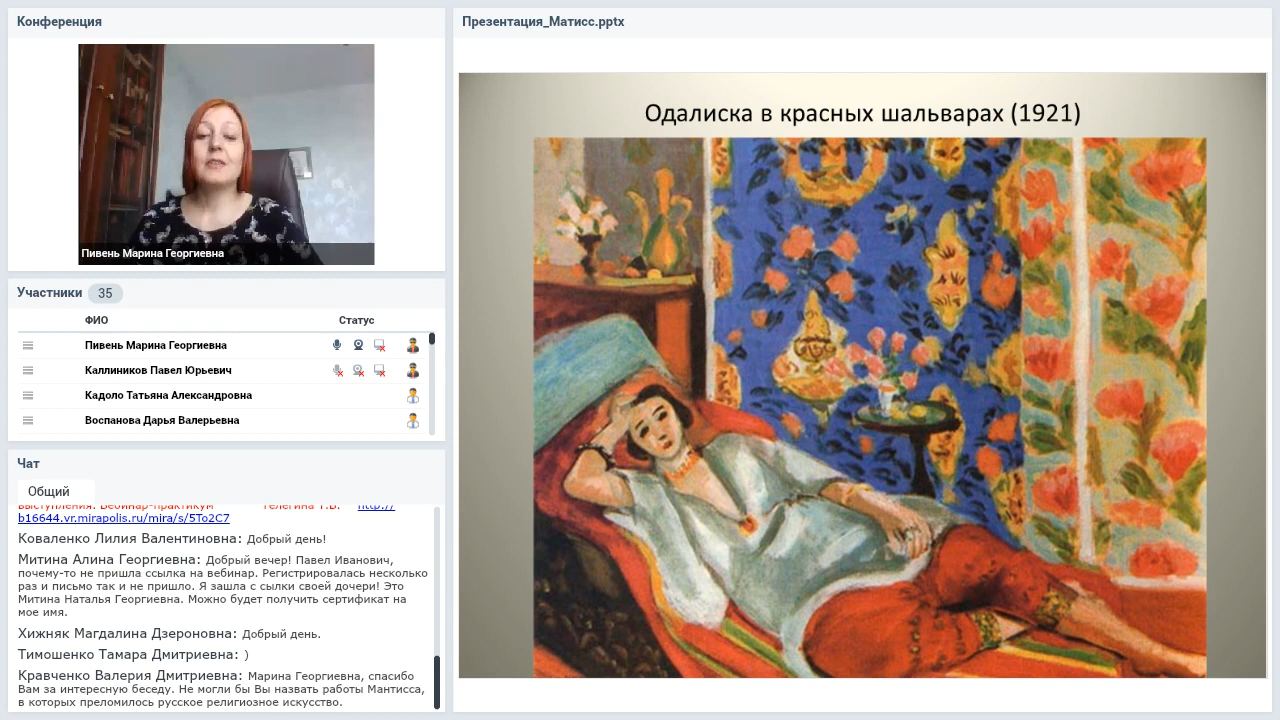 Конференция
Пивень Марина Георгиевна
Участники 35
ФИО Статус
Пивень Марина Георгиевна
Каллиников Павел Юрьевич
Кадоло Татьяна Александровна
Воспанова Дарья Валерьевна
Чат
Общий
выступления. Вебинар-практикум Телегина Т.В. http://
b16644.vr.mirapolis.ru/mira/s/5To2C7
Коваленко Лилия Валентиновна: Добрый день!
Митина Алина Георгиевна: Добрый вечер! Павел Иванович,
почему-то не пришла ссылка на вебинар. Регистрировалась несколько
раз и письмо так и не пришло. Я зашла с сылки своей дочери! Это
Митина Наталья Георгиевна. Можно будет получить сертификат на
мое имя.
Хижняк Магдалина Дзероновна: Добрый день.
Тимошенко Тамара Дмитриевна: )
Кравченко Валерия Дмитриевна: Марина Георгиевна, спасибо
Вам за интересную беседу. Не могли бы Вы назвать работы Мантисса,
в которых преломилось русское религиозное искусство.
Презентация_Матисс.pptx
Одалиска в красных шальварах (1921)